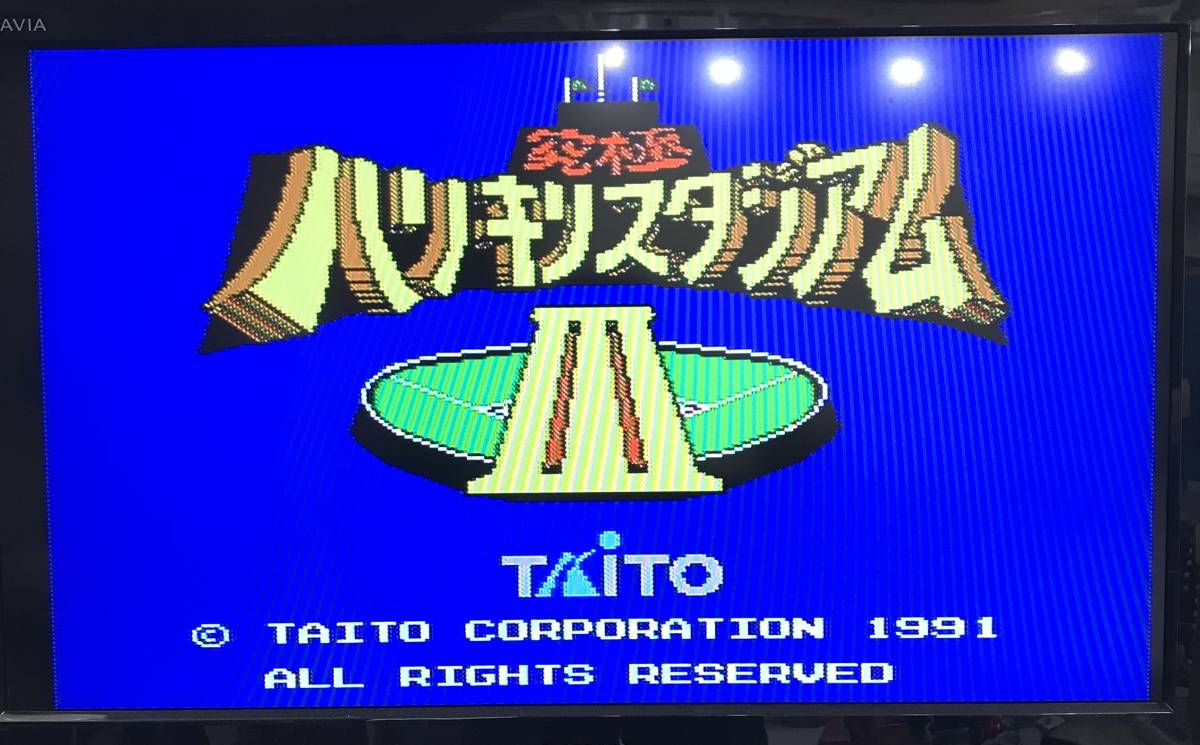 AVIA
究極
ハリキリスタジアム
III
TAiTO
© TAITO CORPORATION 1991
ALL RIGHTS RESERVED